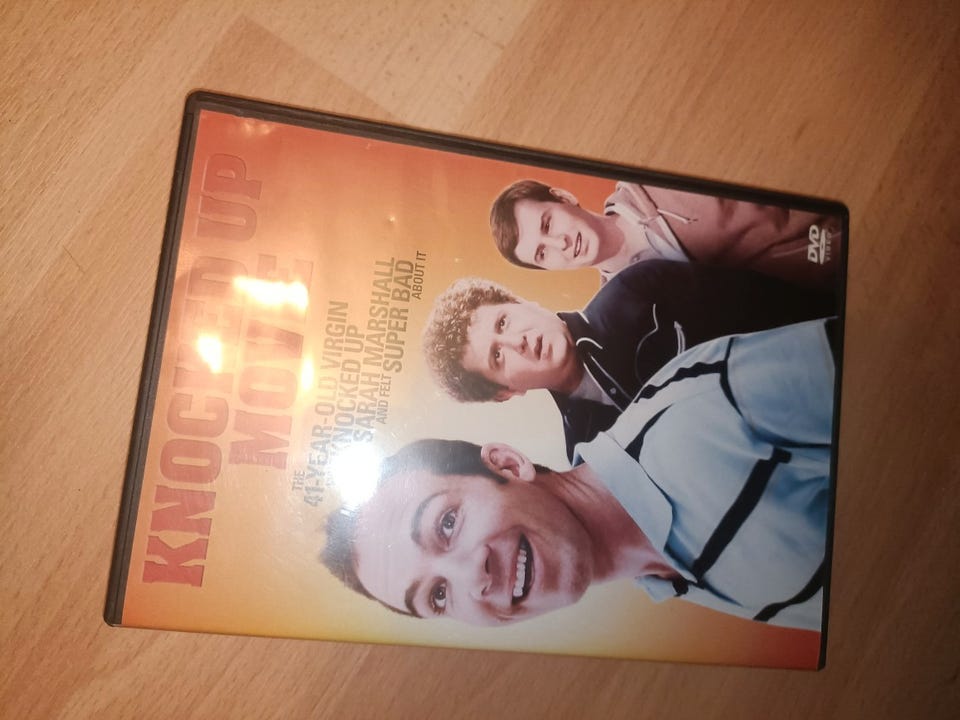 KNOCKED UP
MOVIE
THE
41-YEAR-OLD VIRGIN
KNOCKED UP
SARAH MARSHALL
AND FELT SUPER BAD
ABOUT IT
DVD
VIDEO